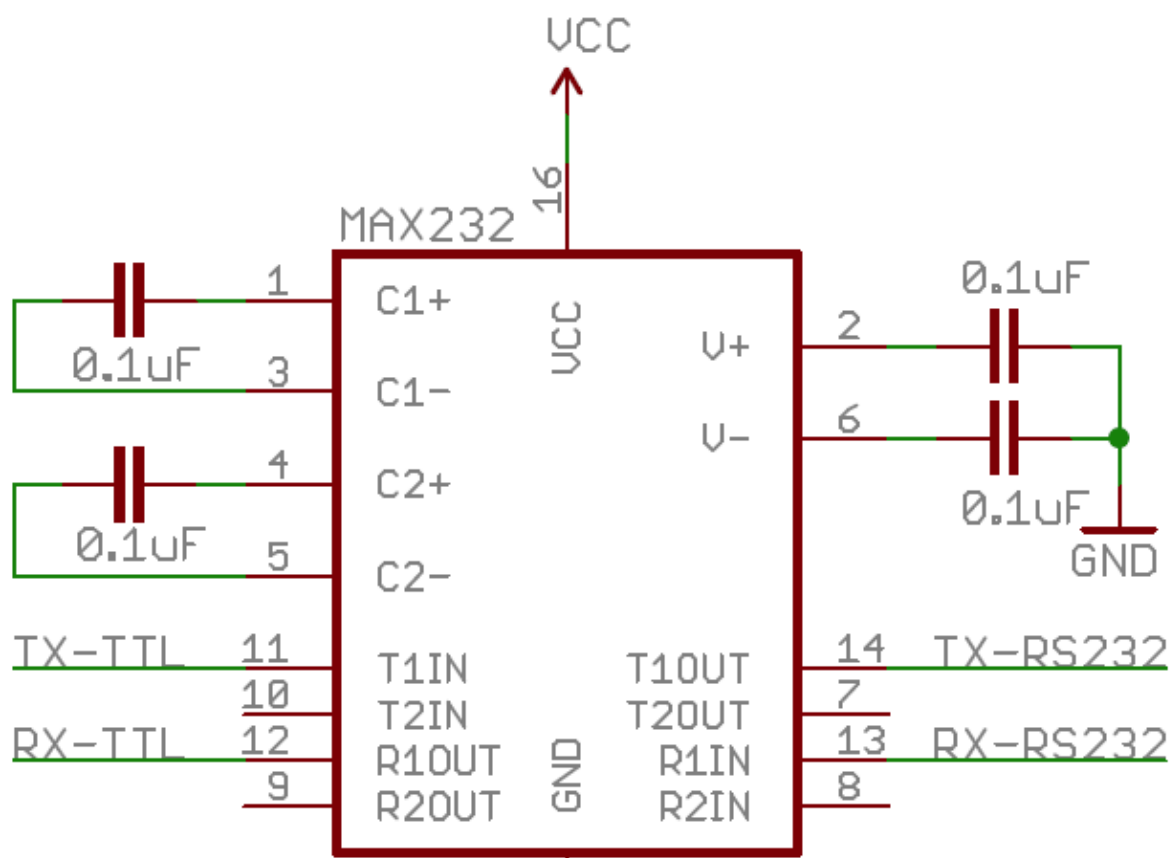 VCC
16
MAX232
1 C1+
0.1uF
3 C1-
4 C2+
0.1uF
5 C2-
VCC
0.1uF
V+ 2
V- 6
0.1uF
GND
TX-TTL 11 T1IN
10 T2IN
RX-TTL 12 R1OUT
9 R2OUT
GND
T1OUT 14 TX-RS232
T2OUT 7
R1IN 13 RX-RS232
R2IN 8